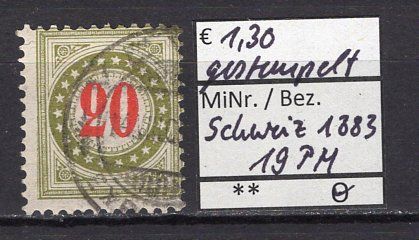 20
€ 1,30
gestempelt
MiNr. / Bez.
Schweiz 1883
19 PM
**